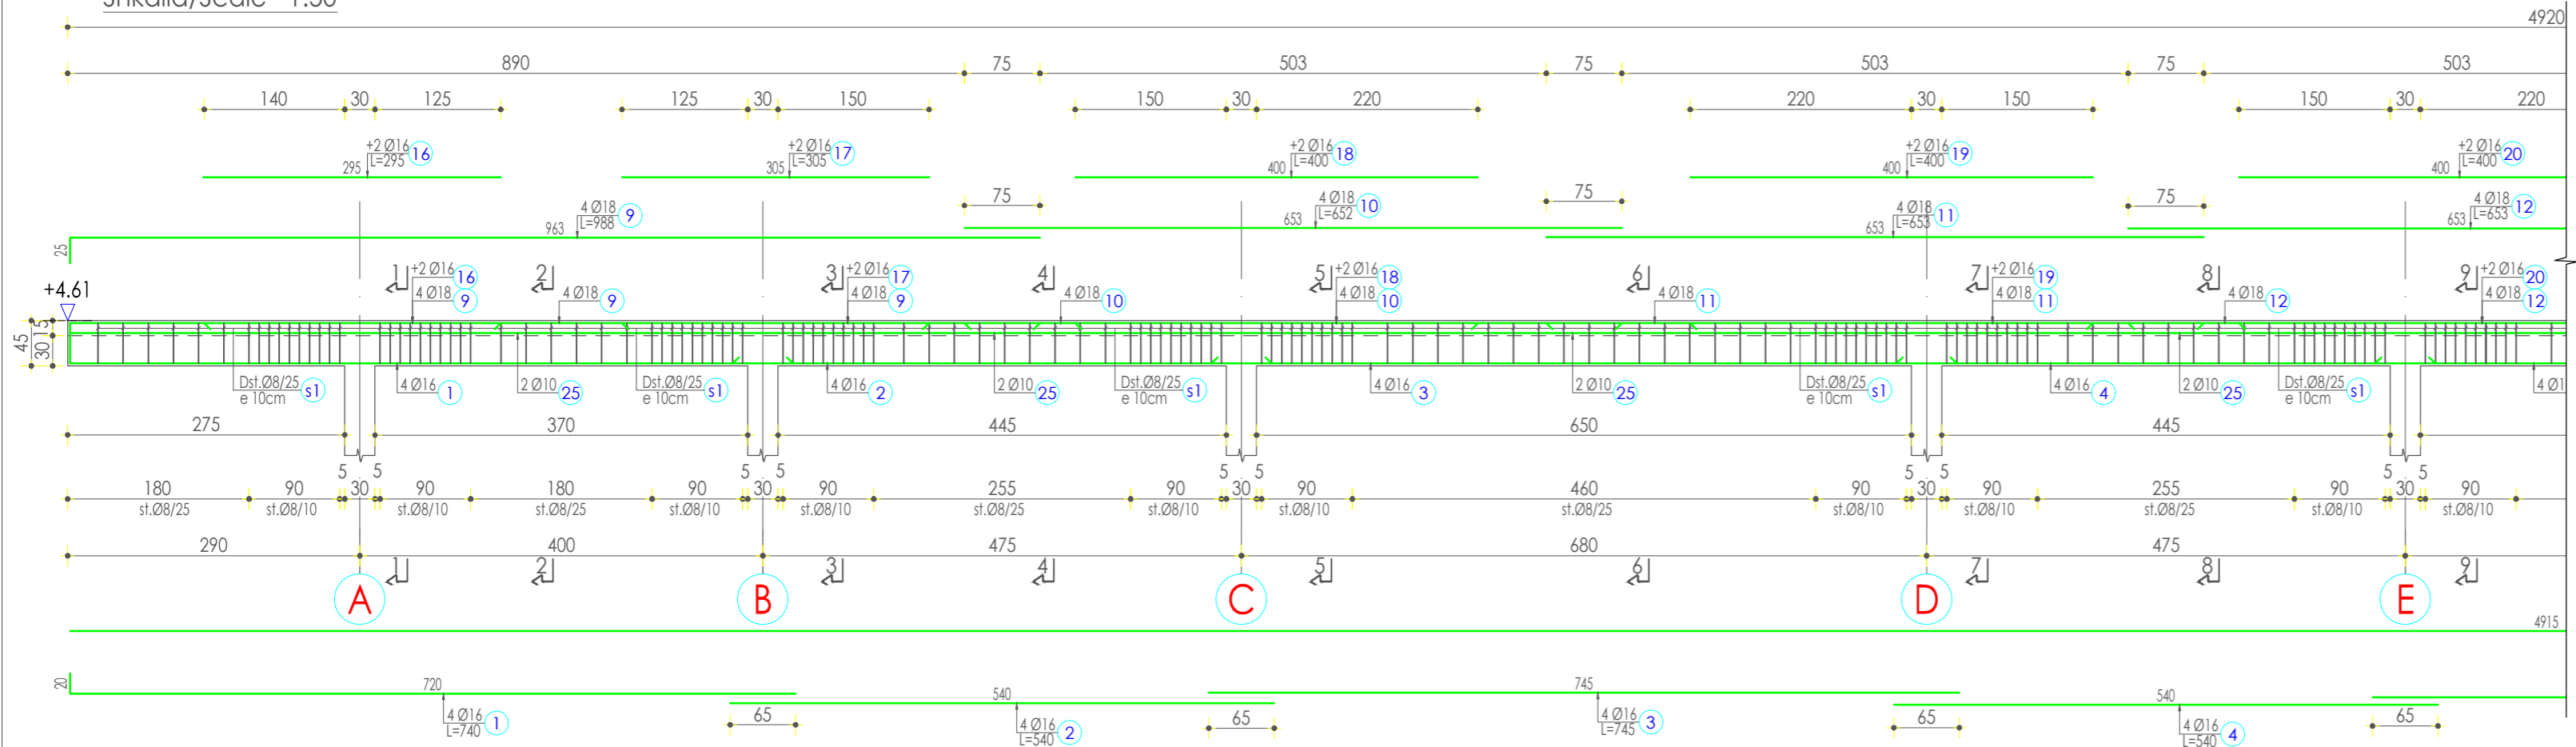 Shkalla/Scale 1:50
4920
890 75 503 75 503 75 503
140 30 125 125 30 150 150 30 220 220 30 150 150 30 220
+2 Ø16 16 +2 Ø16 17 +2 Ø16 18 +2 Ø16 19 +2 Ø16 20
295 L=295 305 L=305 400 L=400 400 L=400 400 L=400
75 75 75
4 Ø18 9 4 Ø18 10 4 Ø18 11 4 Ø18 12
963 L=988 653 L=652 653 L=653 653 L=653
25
1 +2 Ø16 16 2 3 +2 Ø16 17 4 5 +2 Ø16 18 6 7 +2 Ø16 19 8 9 +2 Ø16 20
+4.61 4 Ø18 9 4 Ø18 9 4 Ø18 9 4 Ø18 10 4 Ø18 10 4 Ø18 11 4 Ø18 11 4 Ø18 12 4 Ø18 12
45 30 15
Dst.Ø8/25 s1 4 Ø16 1 2 Ø10 25 Dst.Ø8/25 s1 4 Ø16 2 2 Ø10 25 Dst.Ø8/25 s1 4 Ø16 3 2 Ø10 25 Dst.Ø8/25 s1 4 Ø16 4 2 Ø10 25 Dst.Ø8/25 s1 4 Ø1
e 10cm e 10cm e 10cm e 10cm e 10cm
275 370 445 650 445
5 5 5 5 5 5 5 5 5 5
180 90 30 90 180 90 30 90 255 90 30 90 460 90 30 90 255 90 30 90
st.Ø8/25 st.Ø8/10 st.Ø8/10 st.Ø8/25 st.Ø8/10 st.Ø8/10 st.Ø8/25 st.Ø8/10 st.Ø8/10 st.Ø8/25 st.Ø8/10 st.Ø8/10 st.Ø8/25 st.Ø8/10 st.Ø8/10
290 400 475 680 475
1 2 3 4 5 6 7 8 9
A B C D E
4915
20 720 540 745 540
4 Ø16 1 65 4 Ø16 2 65 4 Ø16 3 65 4 Ø16 4 65
L=740 L=540 L=745 L=540